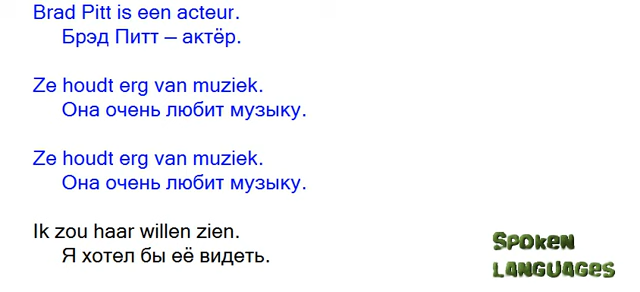 Brad Pitt is een acteur.
Брэд Питт — актёр.
Ze houdt erg van muziek.
Она очень любит музыку.
Ze houdt erg van muziek.
Она очень любит музыку.
Ik zou haar willen zien.
Я хотел бы её видеть.
Spoken
Languages